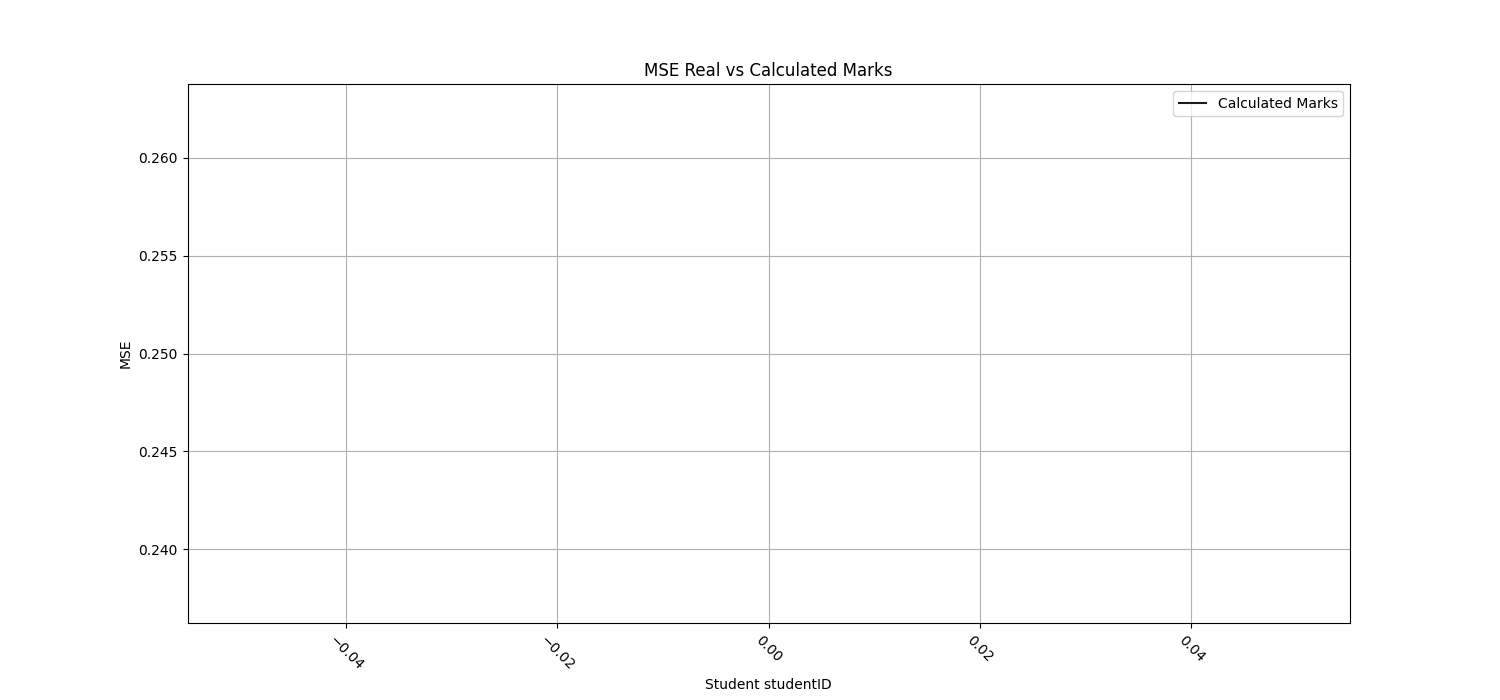 MSE Real vs Calculated Marks
Calculated Marks
0.260
0.255
0.250
0.245
0.240
MSE
−0.04
−0.02
0.00
0.02
0.04
Student studentID